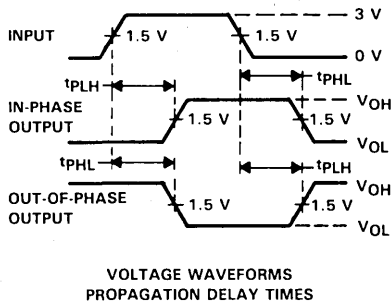 3 V
INPUT
1.5 V
1.5 V
0 V
tPLH
tPHL
IN-PHASE
OUTPUT
VOH
1.5 V
1.5 V
VOL
tPHL
tPLH
OUT-OF-PHASE
OUTPUT
VOH
1.5 V
1.5 V
VOL
VOLTAGE WAVEFORMS
PROPAGATION DELAY TIMES